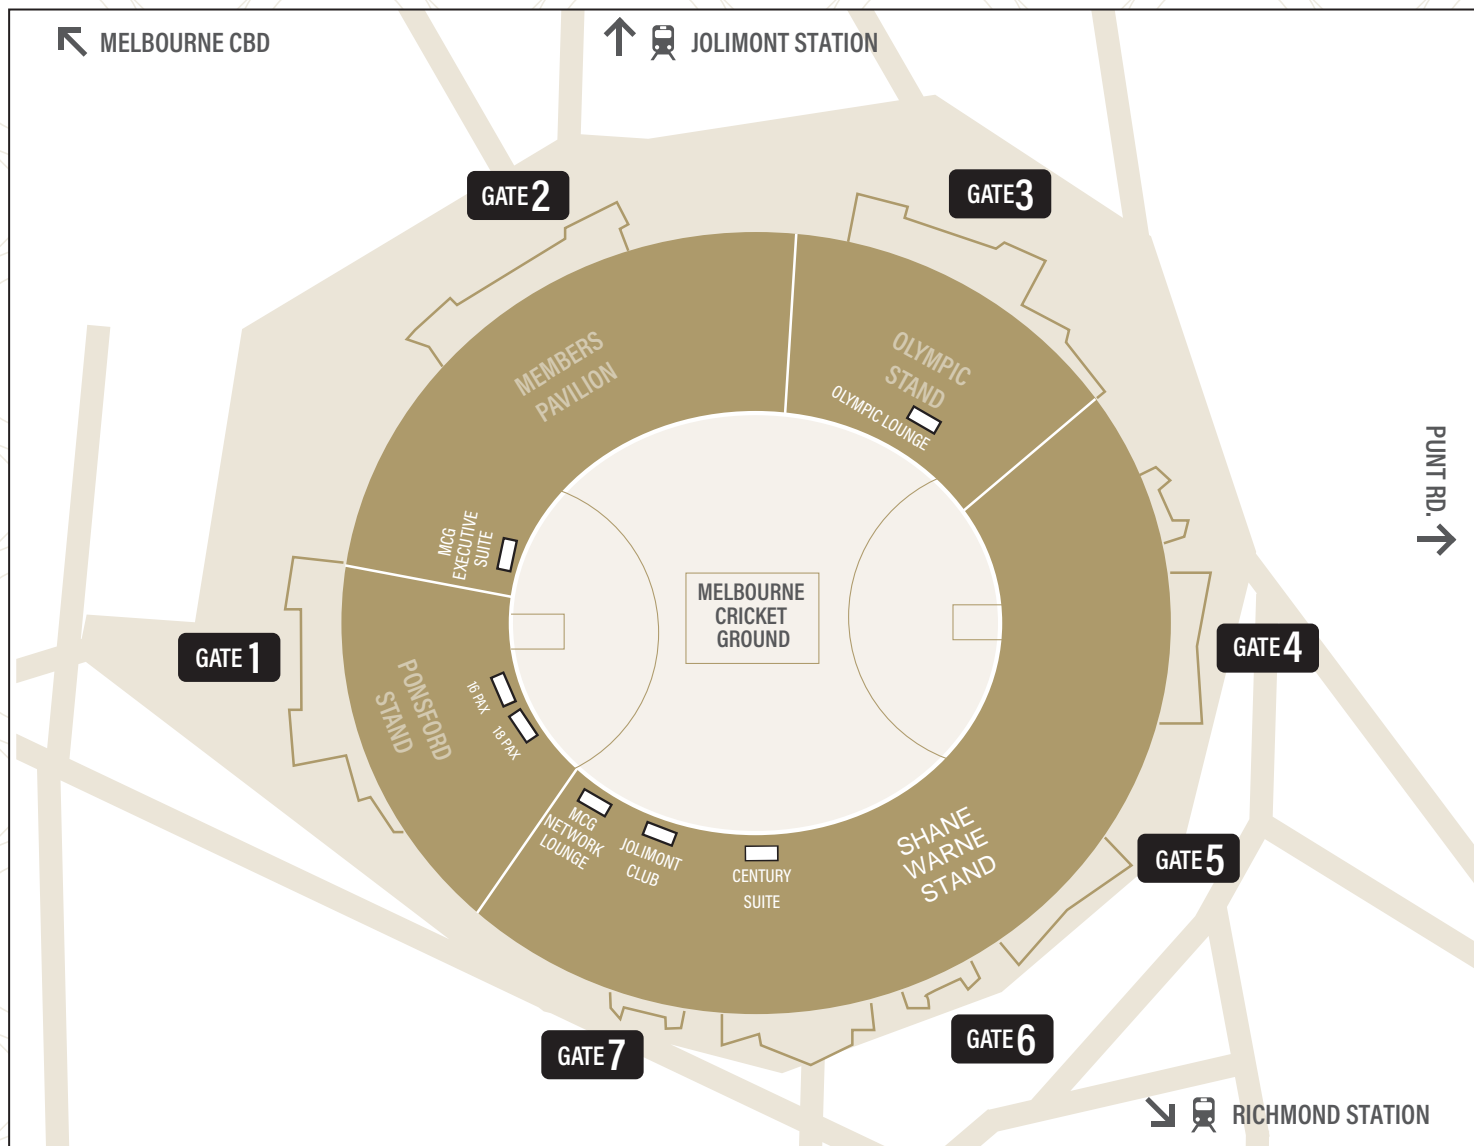 MELBOURNE CBD
JOLIMONT STATION
GATE 2
GATE 3
MEMBERS
PAVILION
OLYMPIC
STAND
OLYMPIC LOUNGE
PUNT RD.
MCG
EXECUTIVE
SUITE
MELBOURNE
CRICKET
GROUND
GATE 1
GATE 4
PONSFORD
STAND
16 PAX
18 PAX
MCG
NETWORK
LOUNGE
JOLIMONT
CLUB
CENTURY
SUITE
SHANE
WARNE
STAND
GATE 5
GATE 6
GATE 7
RICHMOND STATION